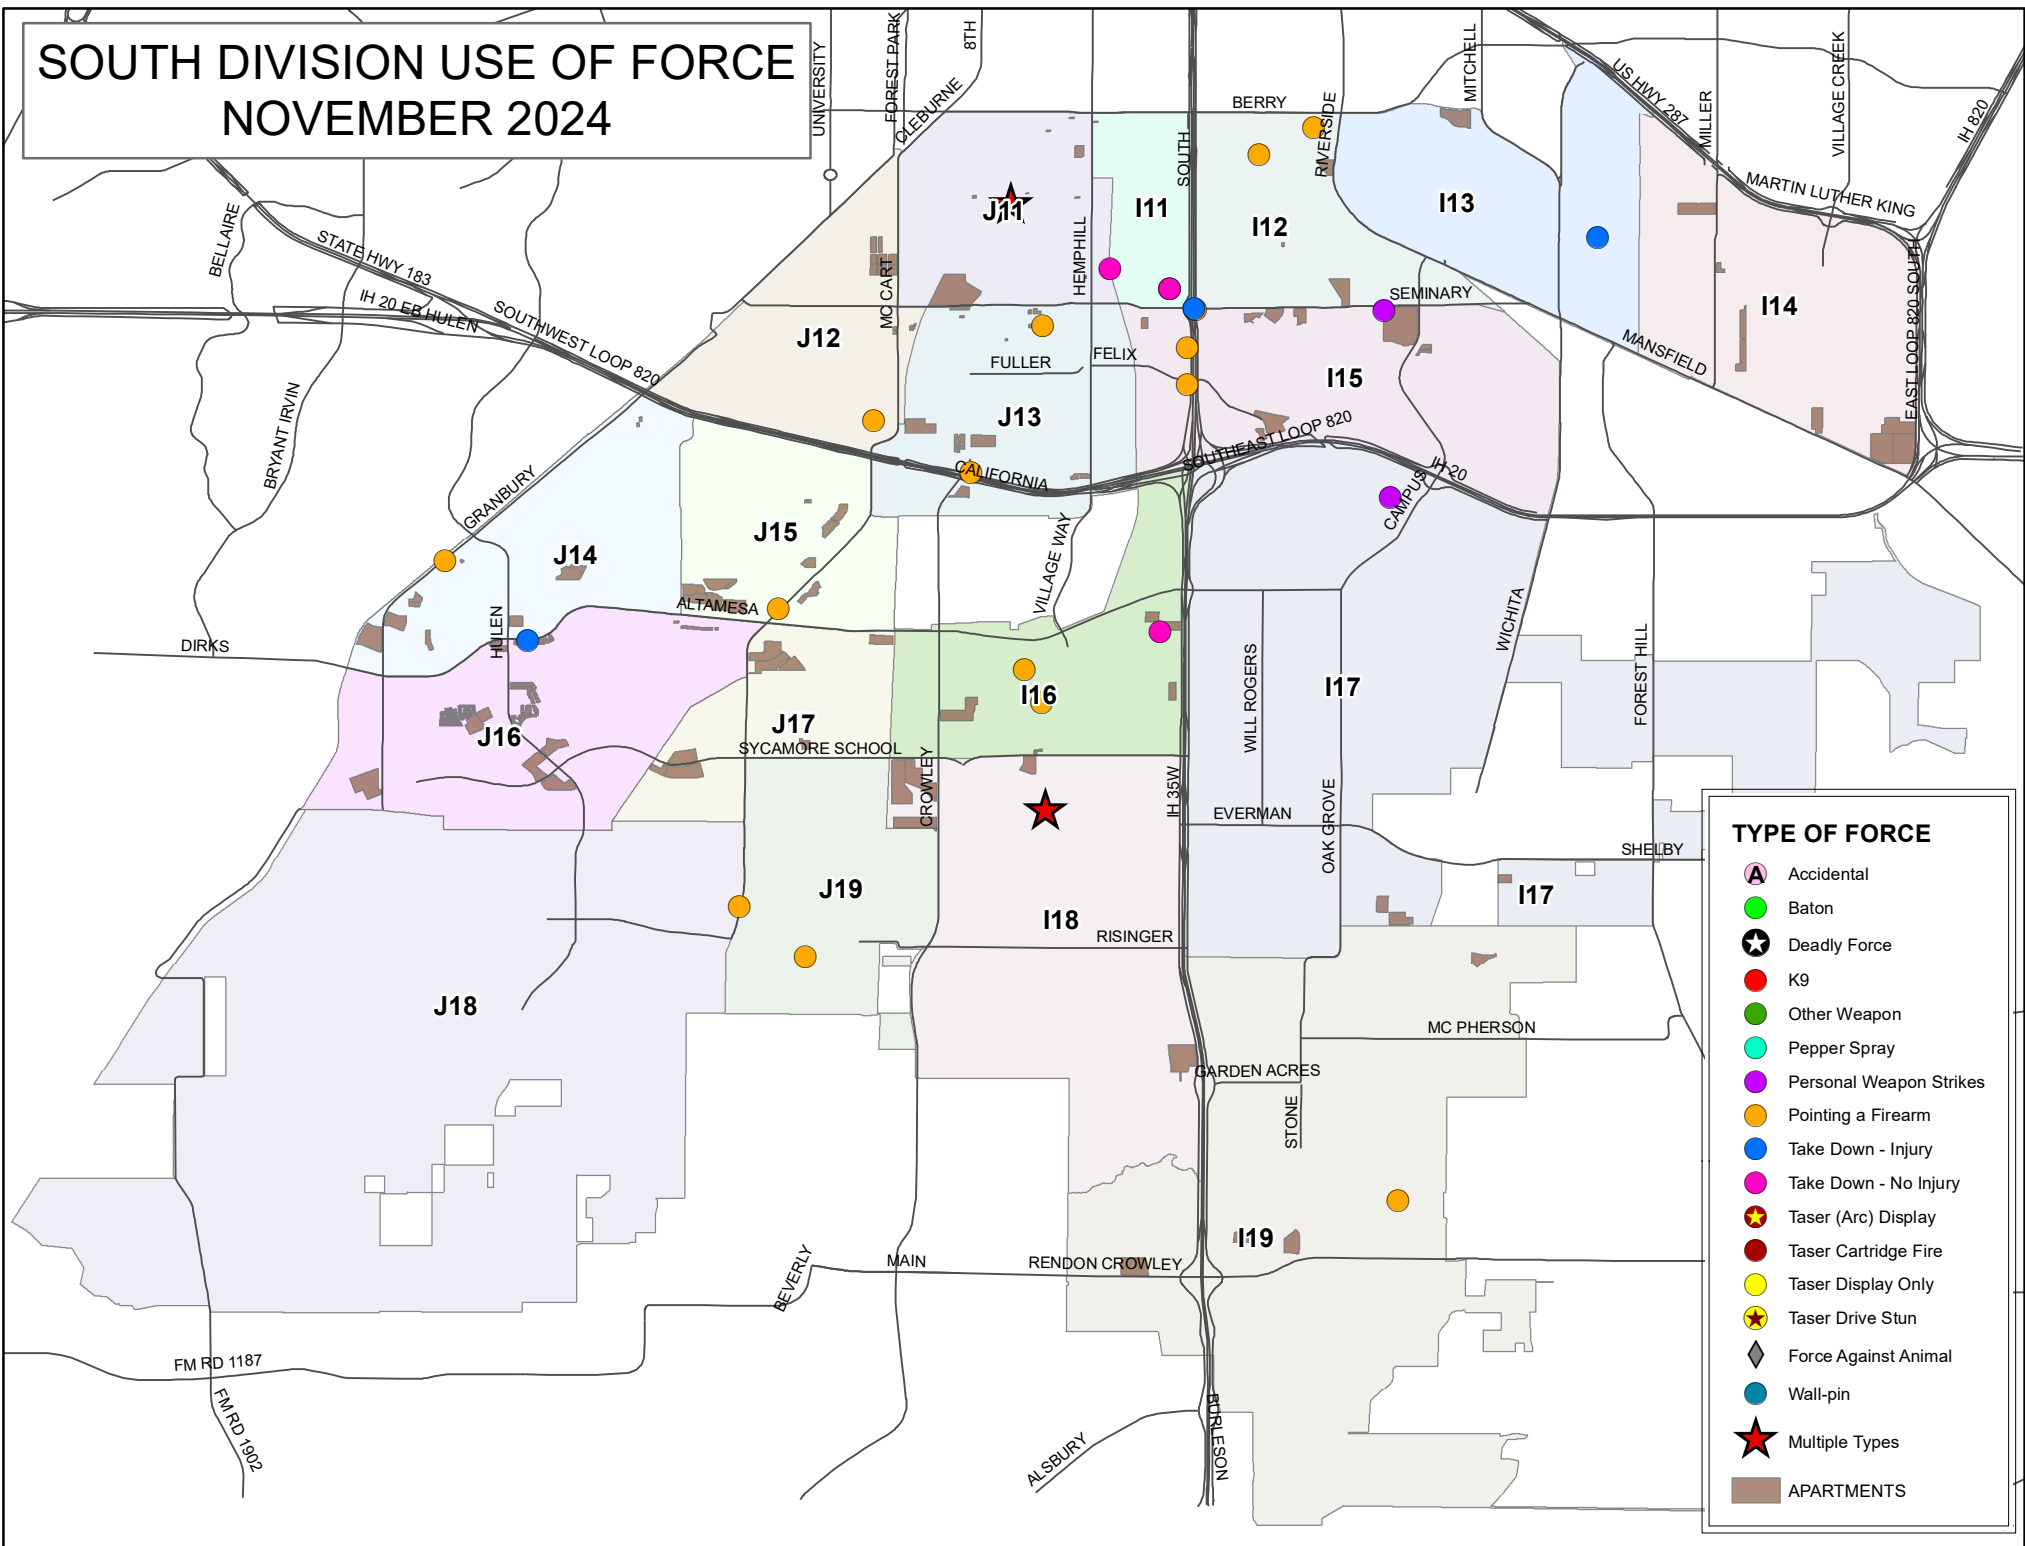 SOUTH DIVISION USE OF FORCE
NOVEMBER 2024
UNIVERSITY
FOREST PARK
8TH
CLEBURNE
BERRY
SOUTH
RIVERSIDE
MITCHELL
US HWY 287
MILLER
VILLAGE CREEK
IH 820
MARTIN LUTHER KING
BELLAIRE
STATE HWY 183
IH 20 EB HULEN
SOUTHWEST LOOP 820
MC CART
HEMPHILL
J11
I11
I12
I13
I14
SEMINARY
MANSFIELD
EAST LOOP 820 SOUTH
J12
FULLER
FELIX
I15
J13
BRYANT IRVIN
GRANBURY
CALIFORNIA
SOUTHEAST LOOP 820
IH 20
CAMPUS
J14
J15
VILLAGE WAY
ALTAMESA
HULEN
DIRKS
WICHITA
FOREST HILL
WILL ROGERS
I16
I17
J16
J17
SYCAMORE SCHOOL
CROWLEY
IH 35W
EVERMAN
OAK GROVE
SHELBY
I17
J19
I18
RISINGER
J18
MC PHERSON
GARDEN ACRES
STONE
I19
BEVERLY
MAIN
RENDON CROWLEY
FM RD 1187
FM RD 1902
ALSBURY
BURLESON
TYPE OF FORCE
A Accidental
Baton
Deadly Force
K9
Other Weapon
Pepper Spray
Personal Weapon Strikes
Pointing a Firearm
Take Down - Injury
Take Down - No Injury
Taser (Arc) Display
Taser Cartridge Fire
Taser Display Only
Taser Drive Stun
Force Against Animal
Wall-pin
Multiple Types
APARTMENTS